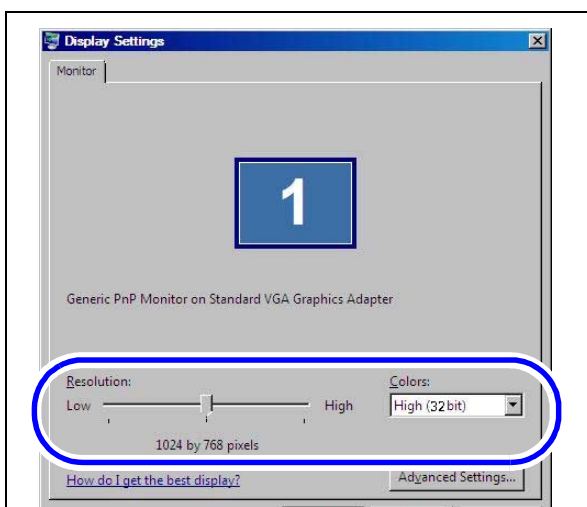 Display Settings
Monitor
1
Generic PnP Monitor on Standard VGA Graphics Adapter
Resolution:
Colors:
Low
High
High (32bit)
1024 by 768 pixels
How do I get the best display?
Advanced Settings...